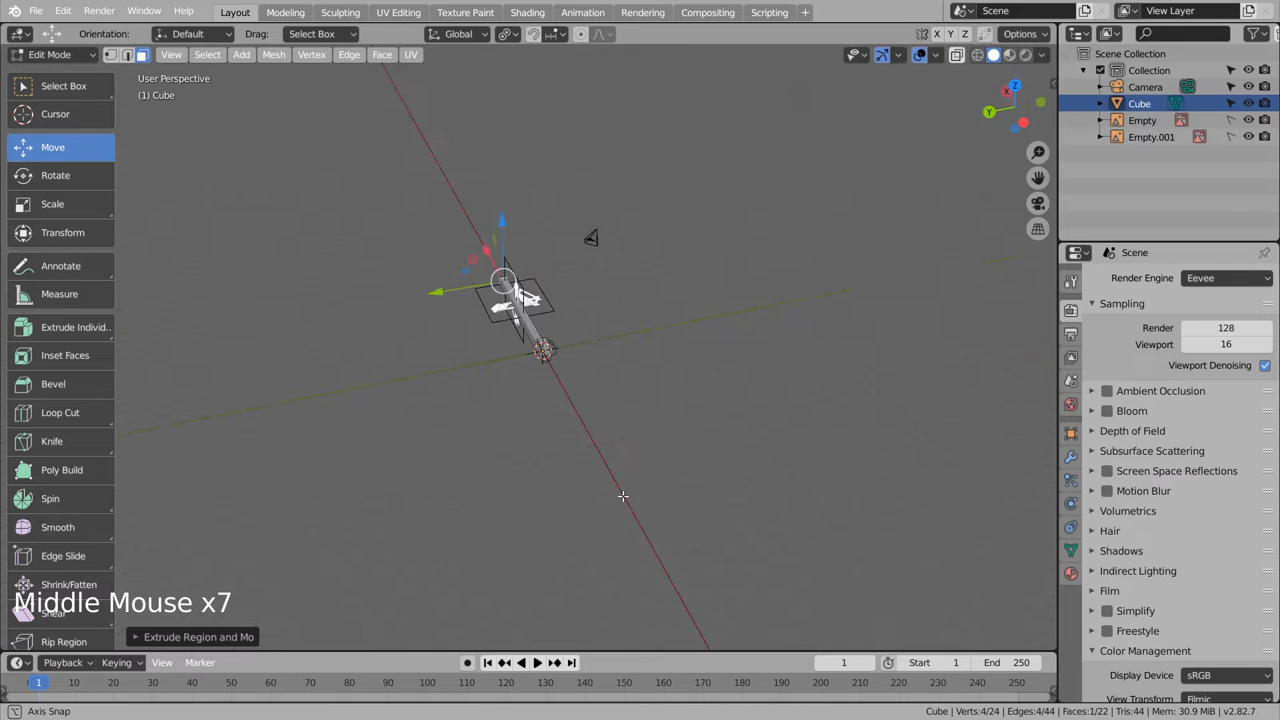 File Edit Render Window Help
Layout Modeling Sculpting UV Editing Texture Paint Shading Animation Rendering Compositing Scripting +
Scene View Layer
Orientation: Default Drag: Select Box Global X Y Z Options
Edit Mode View Select Add Mesh Vertex Edge Face UV
User Perspective
(1) Cube
Select Box
Cursor
Move
Rotate
Scale
Transform
Annotate
Measure
Extrude Individ..
Inset Faces
Bevel
Loop Cut
Knife
Poly Build
Spin
Smooth
Edge Slide
Shrink/Fatten
Shear
Rip Region
Z
X
Y
Middle Mouse x7
Extrude Region and Mo
Scene Collection
Collection
Camera
Cube
Empty
Empty.001
Scene
Render Engine Eevee
Sampling
Render 128
Viewport 16
Viewport Denoising
Ambient Occlusion
Bloom
Depth of Field
Subsurface Scattering
Screen Space Reflections
Motion Blur
Volumetrics
Hair
Shadows
Indirect Lighting
Film
Simplify
Freestyle
Color Management
Display Device sRGB
View Transform Filmic
Playback Keying View Marker 1 Start 1 End 250
1 10 20 30 40 50 60 70 80 90 100 110 120 130 140 150 160 170 180 190 200 210 220 230 240 250
Axis Snap
Cube | Verts:4/24 | Edges:4/44 | Faces:1/22 | Tris:44 | Mem: 30.9 MiB | v2.82.7